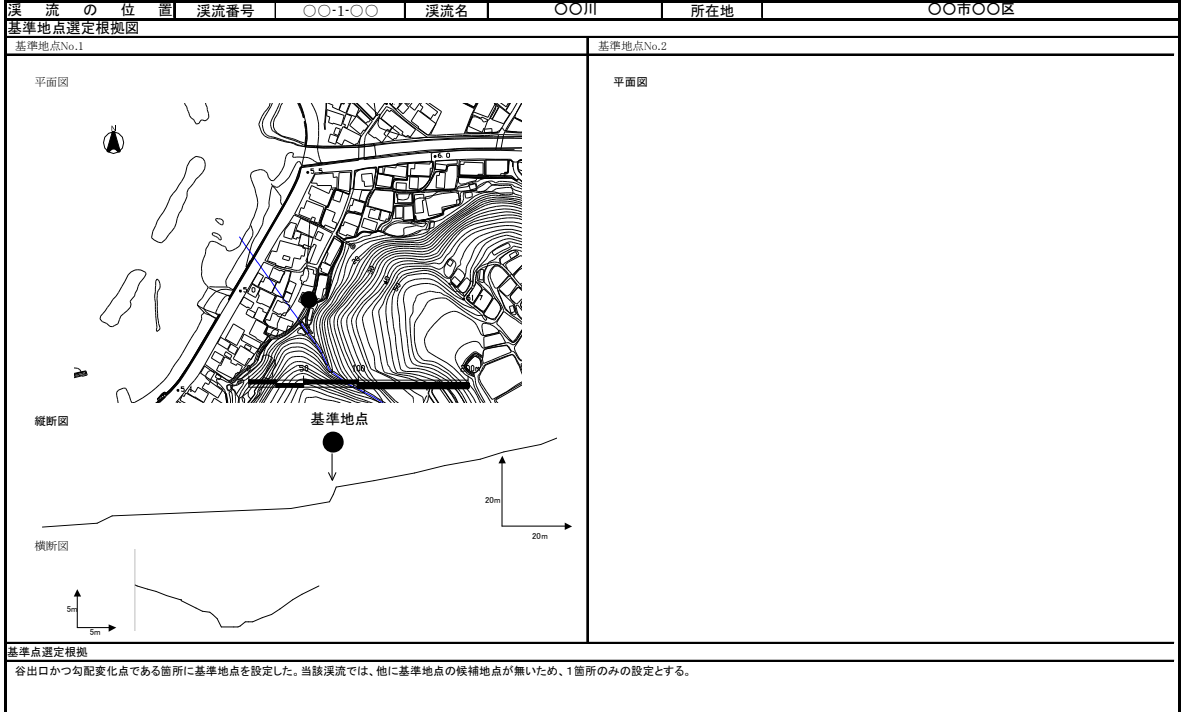 渓流の位置 渓流番号 ○○-1-○○ 渓流名 ○○川 所在地 ○○市○○区
基準地点選定根拠図
基準地点No.1 基準地点No.2
平面図 平面図
N
6.0
5.5
5.0
50 100
縦断図 基準地点
20m
20m
横断図
5m
5m
基準点選定根拠
谷出口かつ勾配変化点である箇所に基準地点を設定した。当該渓流では、他に基準地点の候補地点が無いため、1箇所のみの設定とする。